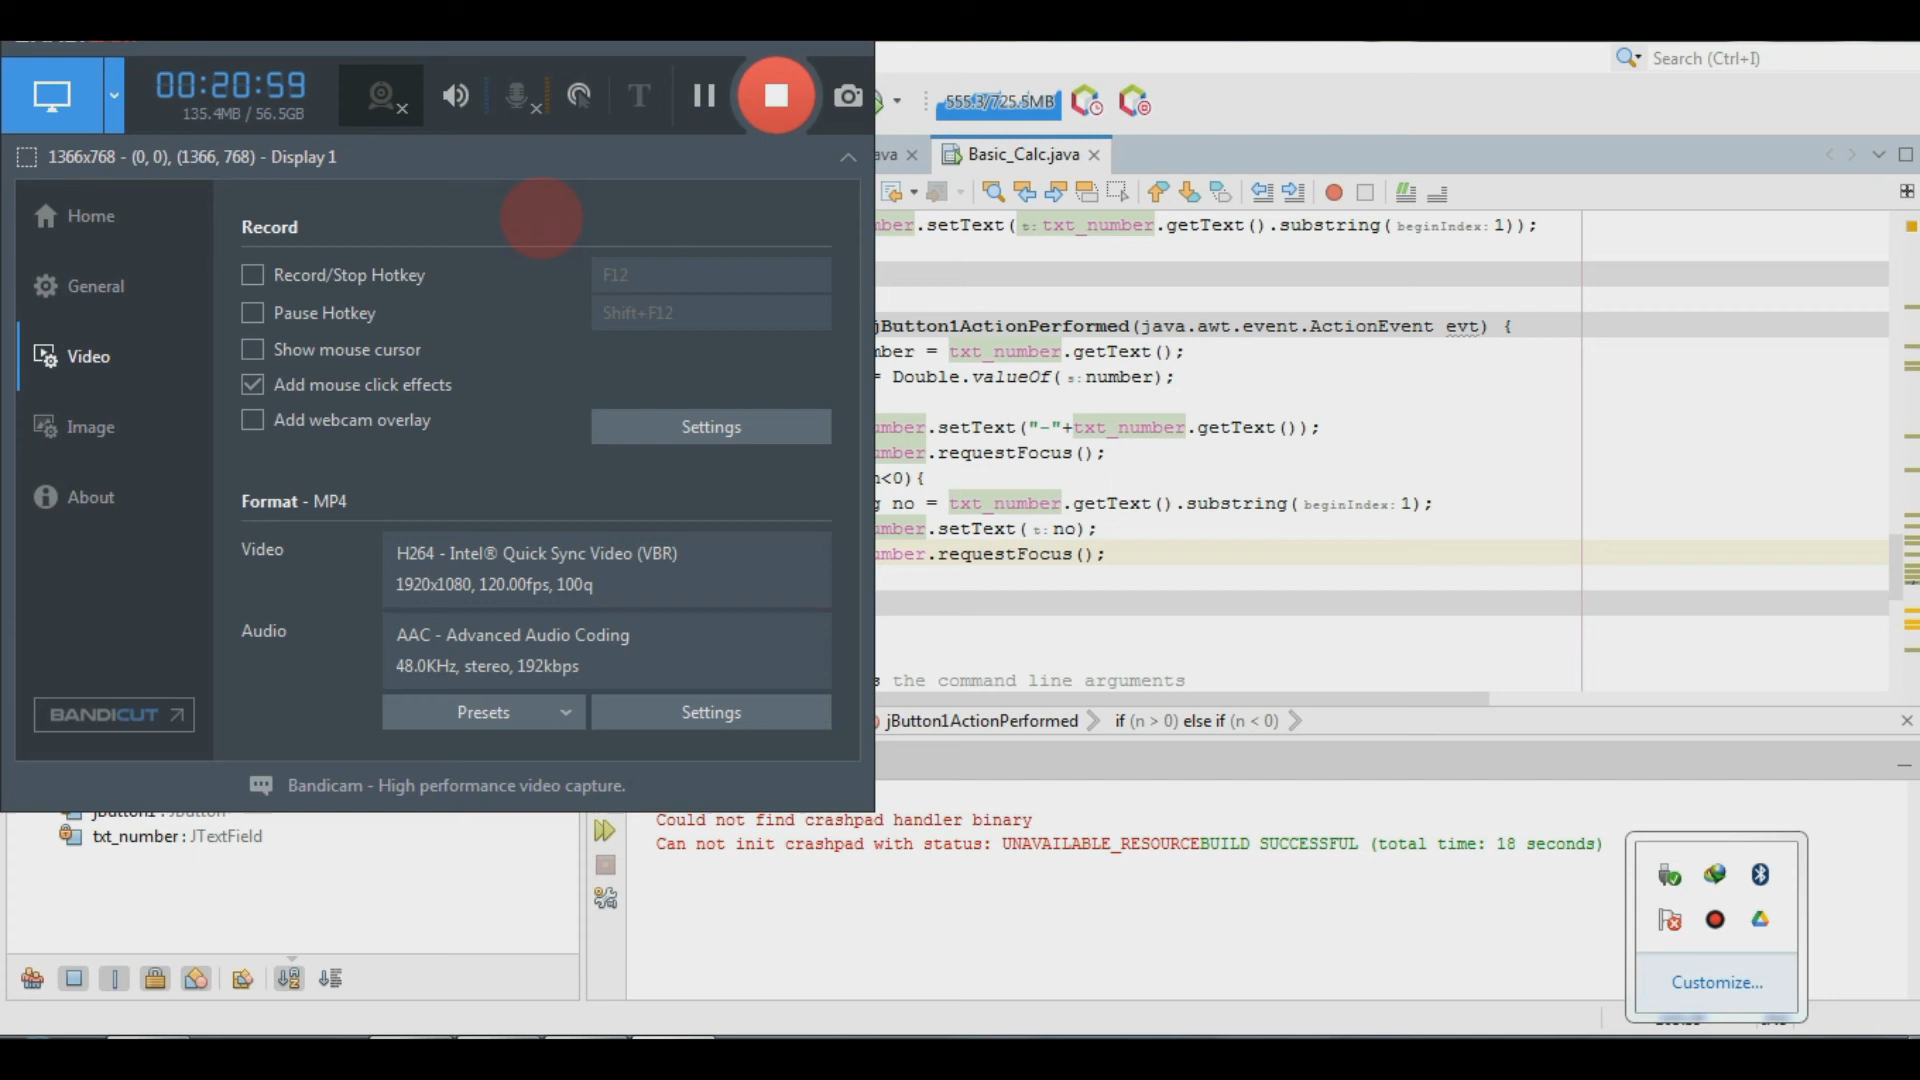 00:20:59
135.4MB / 56.5GB
T
Search (Ctrl+I)
555.3/725.5MB
1366x768 - (0, 0), (1366, 768) - Display 1
ava
Basic_Calc.java
Home
General
Video
Image
About
BANDICUT
Record
Record/Stop Hotkey
F12
Pause Hotkey
Shift+F12
Show mouse cursor
Add mouse click effects
Add webcam overlay
Settings
Format - MP4
Video
H264 - Intel® Quick Sync Video (VBR)
1920x1080, 120.00fps, 100q
Audio
AAC - Advanced Audio Coding
48.0KHz, stereo, 192kbps
Presets
Settings
Bandicam - High performance video capture.
mber.setText( t: txt_number.getText().substring( beginIndex: 1));
jButton1ActionPerformed(java.awt.event.ActionEvent evt) {
mber = txt_number.getText();
= Double.valueOf( s: number);
umber.setText("-"+txt_number.getText());
umber.requestFocus();
n<0){
g no = txt_number.getText().substring( beginIndex: 1);
umber.setText( t: no);
umber.requestFocus();
s the command line arguments
jButton1ActionPerformed
if (n > 0) else if (n < 0)
jButton1 : JButton
txt_number : JTextField
Could not find crashpad handler binary
Can not init crashpad with status: UNAVAILABLE_RESOURCEBUILD SUCCESSFUL (total time: 18 seconds)
Customize...